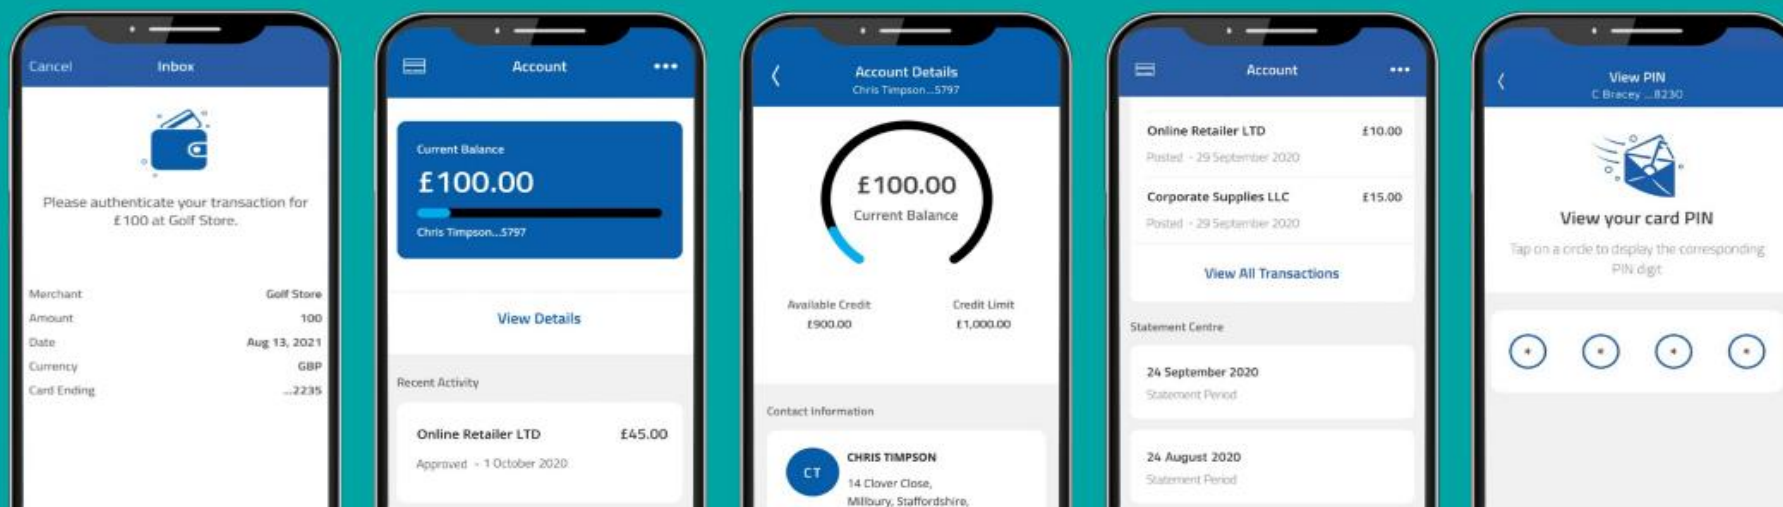 Cancel
Inbox
Please authenticate your transaction for
£100 at Golf Store.
Merchant
Golf Store
Amount
100
Date
Aug 13, 2021
Currency
GBP
Card Ending
...2235
Account
Current Balance
£100.00
Chris Timpson...5797
View Details
Recent Activity
Online Retailer LTD
£45.00
Approved - 1 October 2020
Account Details
Chris Timpson...5797
£100.00
Current Balance
Available Credit
£900.00
Credit Limit
£1,000.00
Contact Information
CT
CHRIS TIMPSON
14 Clover Close,
Millbury, Staffordshire,
Account
Online Retailer LTD
£10.00
Posted - 29 September 2020
Corporate Supplies LLC
£15.00
Posted - 29 September 2020
View All Transactions
Statement Centre
24 September 2020
Statement Period
24 August 2020
Statement Period
View PIN
C Bracey ...8230
View your card PIN
Tap on a circle to display the corresponding
PIN digit
* * * *